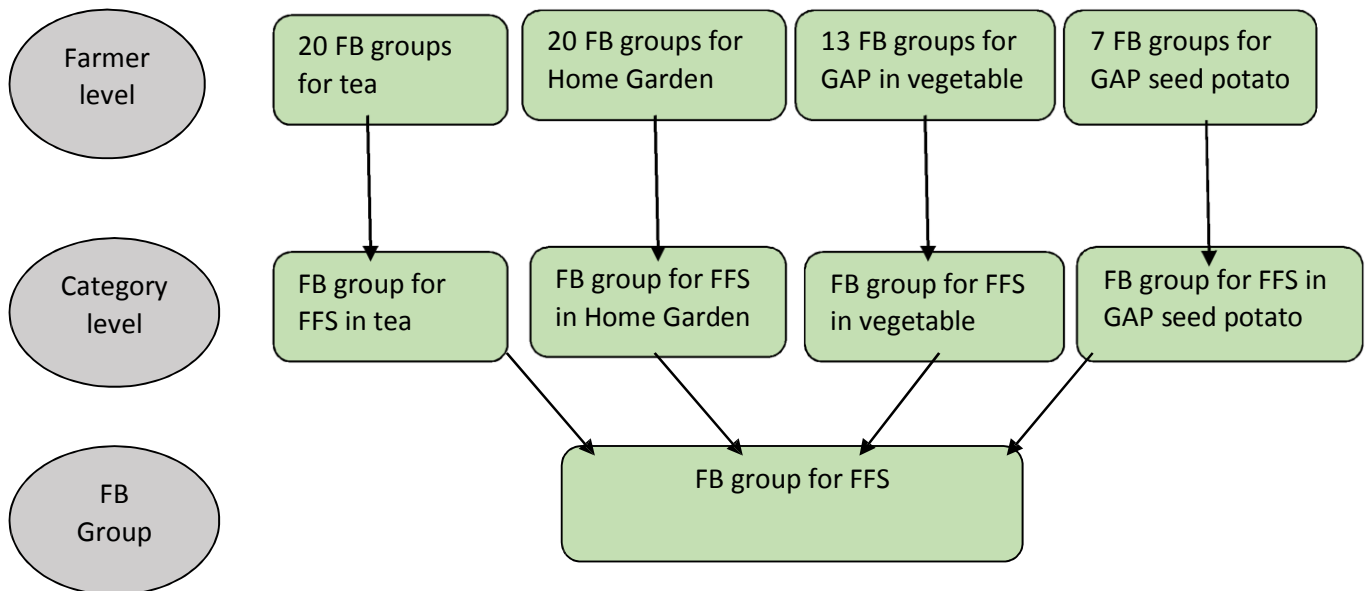 Farmer
level
20 FB groups
for tea
20 FB groups for
Home Garden
13 FB groups for
GAP in vegetable
7 FB groups for
GAP seed potato
Category
level
FB group for
FFS in tea
FB group for FFS
in Home Garden
FB group for FFS
in vegetable
FB group for FFS in
GAP seed potato
FB
Group
FB group for FFS